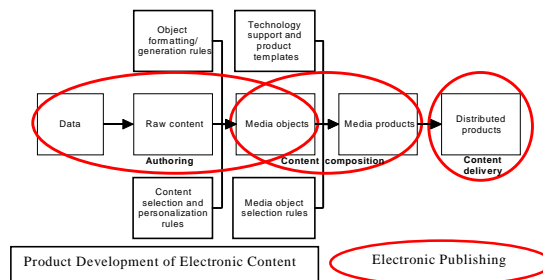 Object
formatting/
generation rules
Technology
support and
product
templates
Data
Raw content
Media objects
Media products
Distributed
products
Authoring
Content composition
Content
delivery
Content
selection and
personalization
rules
Media object
selection rules
Product Development of Electronic Content
Electronic Publishing